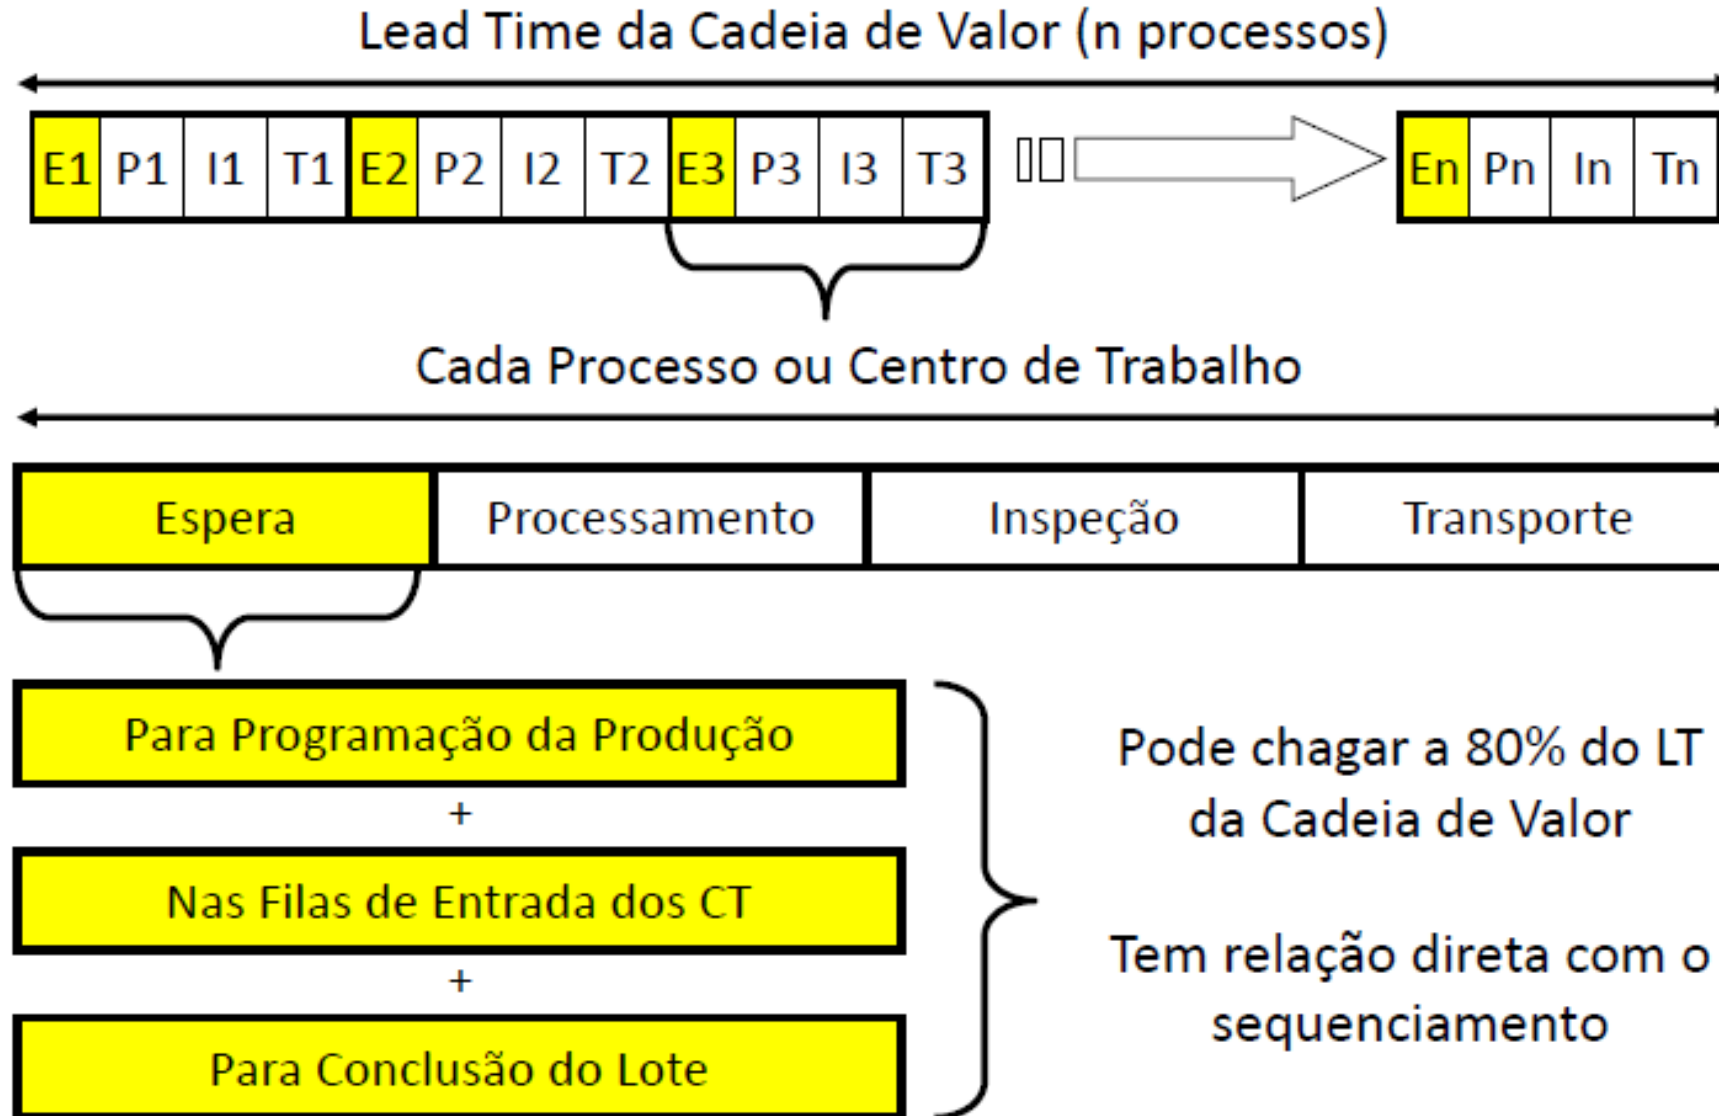 Lead Time da Cadeia de Valor (n processos)
E1 P1 I1 T1 E2 P2 I2 T2 E3 P3 I3 T3 En Pn In Tn
Cada Processo ou Centro de Trabalho
Espera Processamento Inspeção Transporte
Para Programação da Produção
+
Nas Filas de Entrada dos CT
+
Para Conclusão do Lote
Pode chagar a 80% do LT
da Cadeia de Valor
Tem relação direta com o
sequenciamento